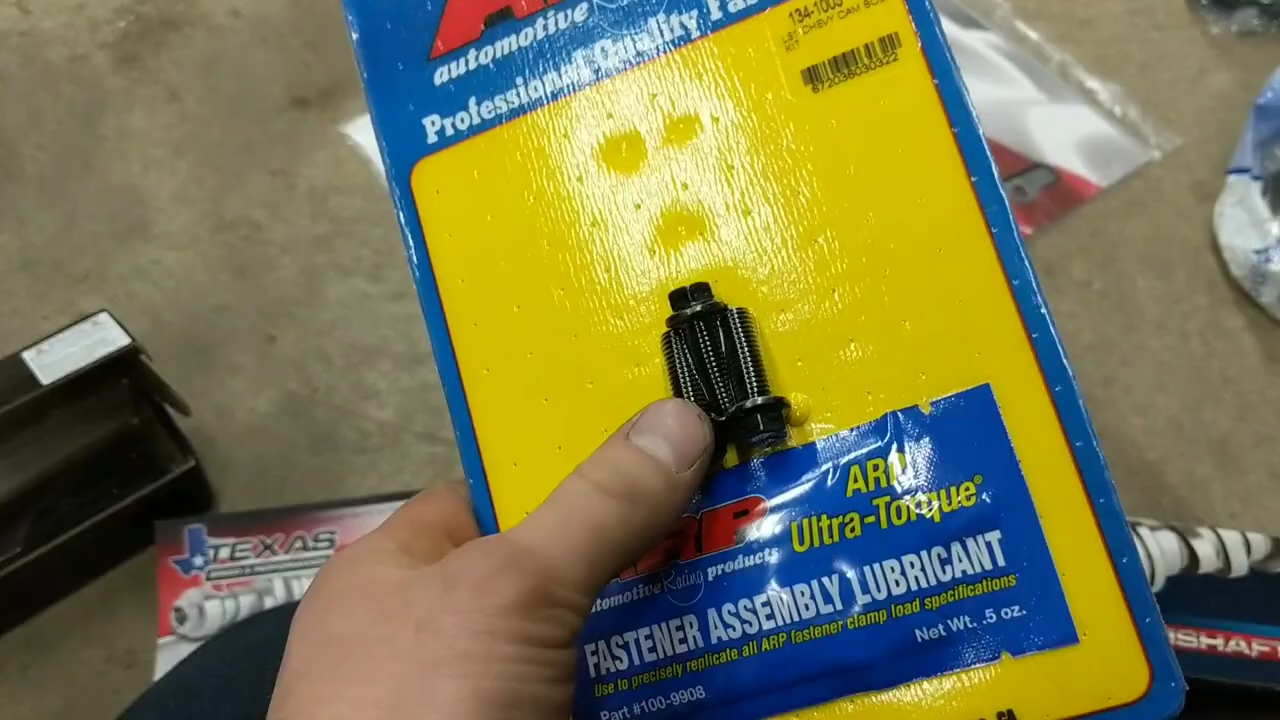 automotive Racing
Professional Quality
134-1003
LS1 CHEVY CAM BOLT
KIT
672036030322
TEXAS
ARP
Ultra-Torque®
ARP
automotive Racing products
FASTENER ASSEMBLY LUBRICANT
Use to precisely replicate all ARP fastener clamp load specifications
Net Wt. .5 oz.
Part #100-9908